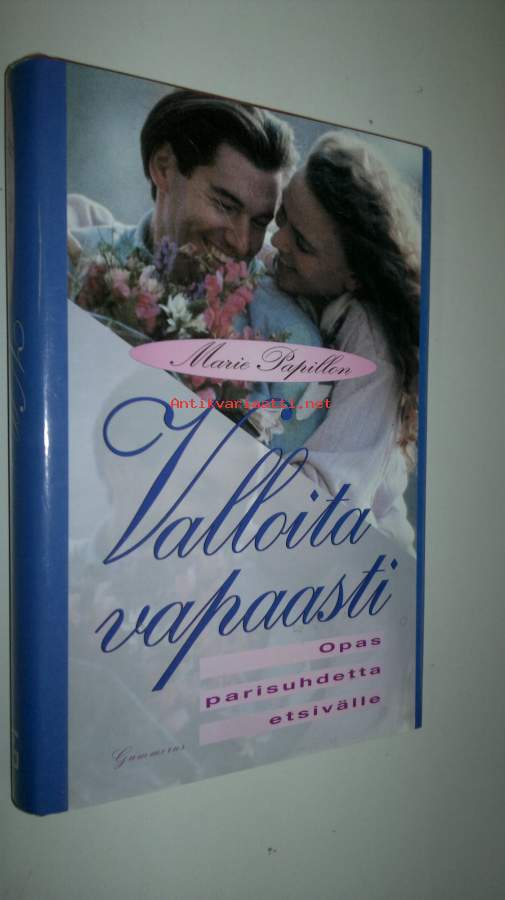 Marie Papillon
Antikvariaatti.net
Valloita
vapaasti
Opas
parisuhdetta
etsivälle
Gummerus